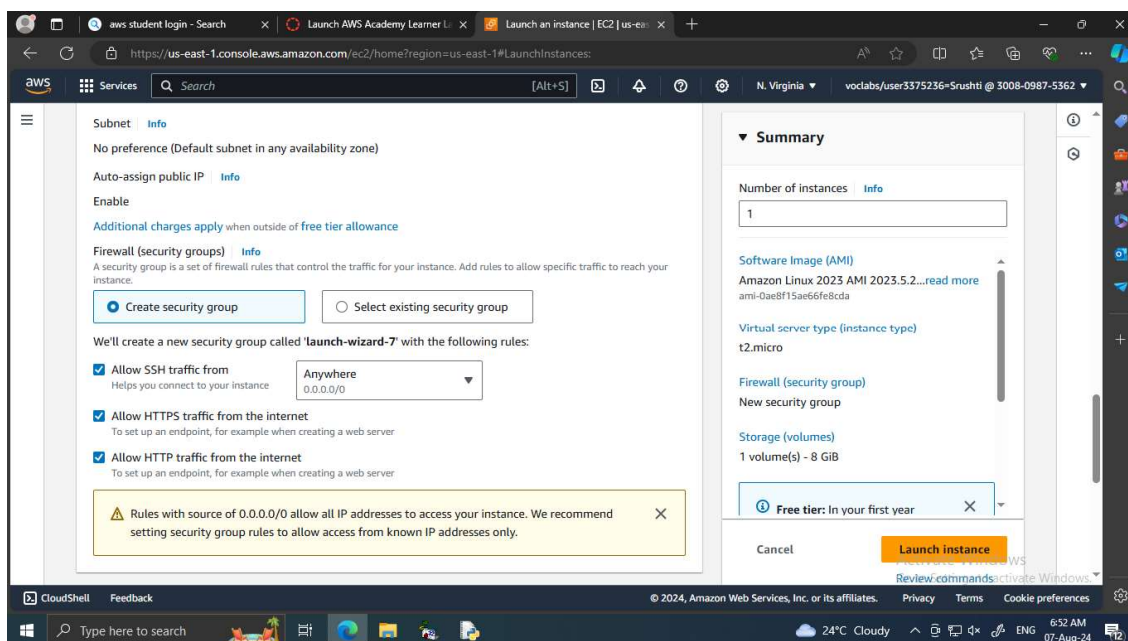 aws student login - Search
Launch AWS Academy Learner L
Launch an instance | EC2 | us-eas
https://us-east-1.console.aws.amazon.com/ec2/home?region=us-east-1#LaunchInstances:
aws
Services
Search
[Alt+S]
N. Virginia
voclabs/user3375236=Srushti @ 3008-0987-5362
Subnet Info
No preference (Default subnet in any availability zone)
Auto-assign public IP Info
Enable
Additional charges apply when outside of free tier allowance
Firewall (security groups) Info
A security group is a set of firewall rules that control the traffic for your instance. Add rules to allow specific traffic to reach your
instance.
Create security group
Select existing security group
We'll create a new security group called 'launch-wizard-7' with the following rules:
Allow SSH traffic from
Helps you connect to your instance
Anywhere
0.0.0.0/0
Allow HTTPS traffic from the internet
To set up an endpoint, for example when creating a web server
Allow HTTP traffic from the internet
To set up an endpoint, for example when creating a web server
Rules with source of 0.0.0.0/0 allow all IP addresses to access your instance. We recommend
setting security group rules to allow access from known IP addresses only.
Summary
Number of instances Info
1
Software Image (AMI)
Amazon Linux 2023 AMI 2023.5.2...read more
ami-0ae8f15ae66fe8cda
Virtual server type (instance type)
t2.micro
Firewall (security group)
New security group
Storage (volumes)
1 volume(s) - 8 GiB
Free tier: In your first year
Cancel
Launch instance
Review commands
CloudShell
Feedback
© 2024, Amazon Web Services, Inc. or its affiliates.
Privacy
Terms
Cookie preferences
Type here to search
24°C Cloudy
ENG
6:52 AM
07-Aug-24